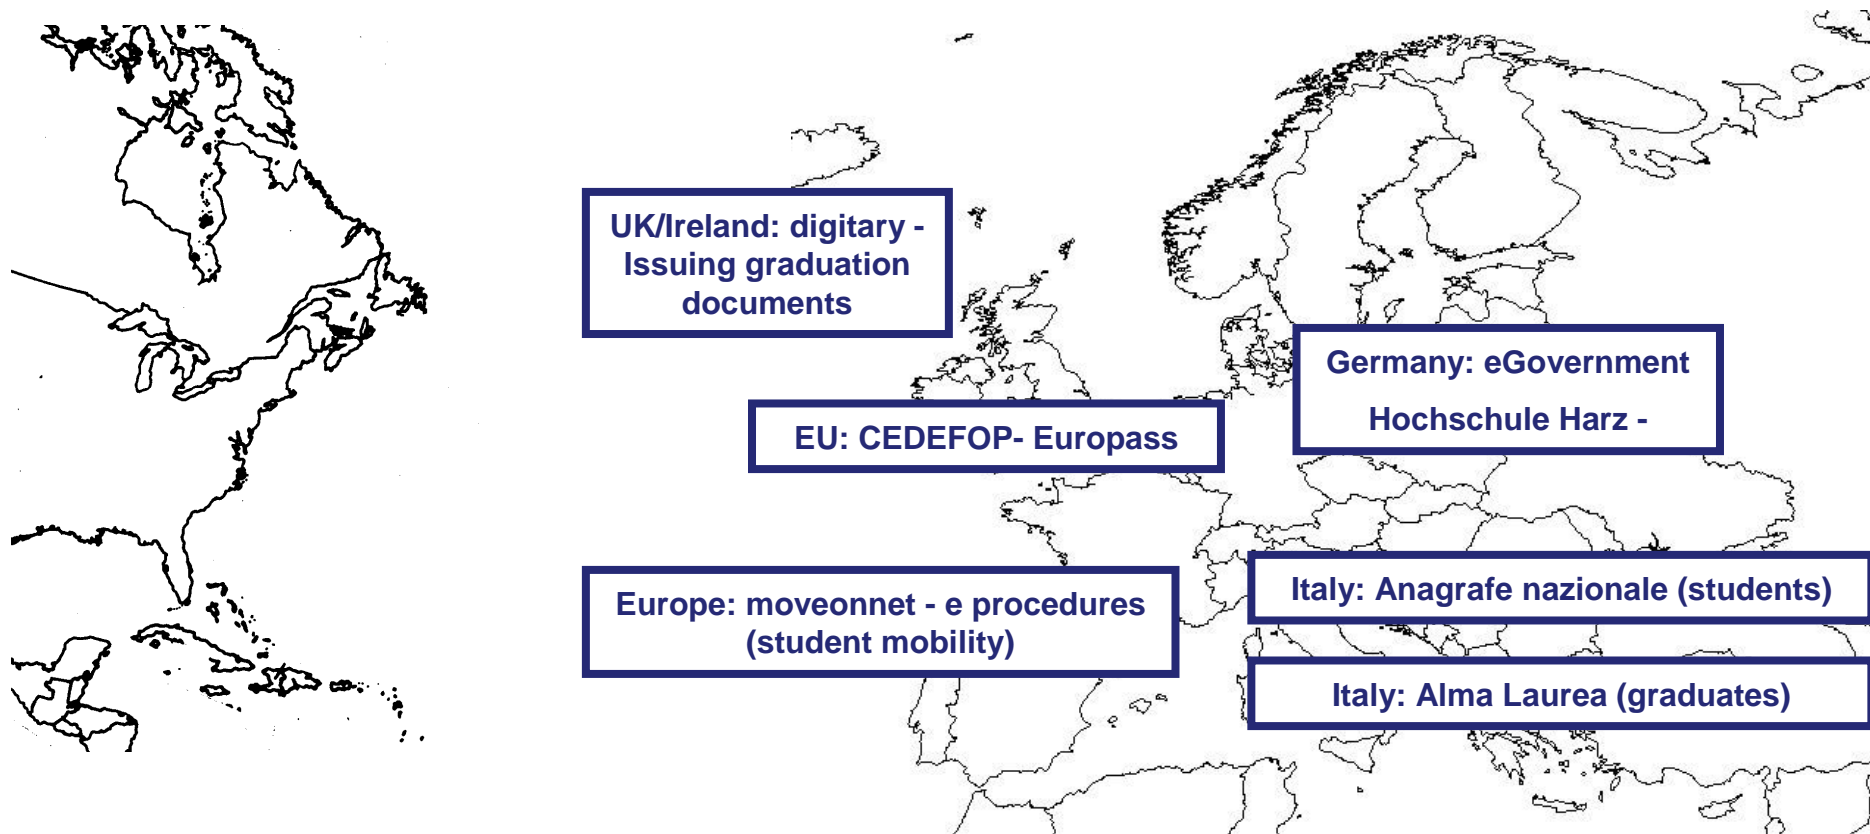 UK/Ireland: digitary -
Issuing graduation
documents
Germany: eGovernment
Hochschule Harz -
EU: CEDEFOP- Europass
Europe: moveonnet - e procedures
(student mobility)
Italy: Anagrafe nazionale (students)
Italy: Alma Laurea (graduates)